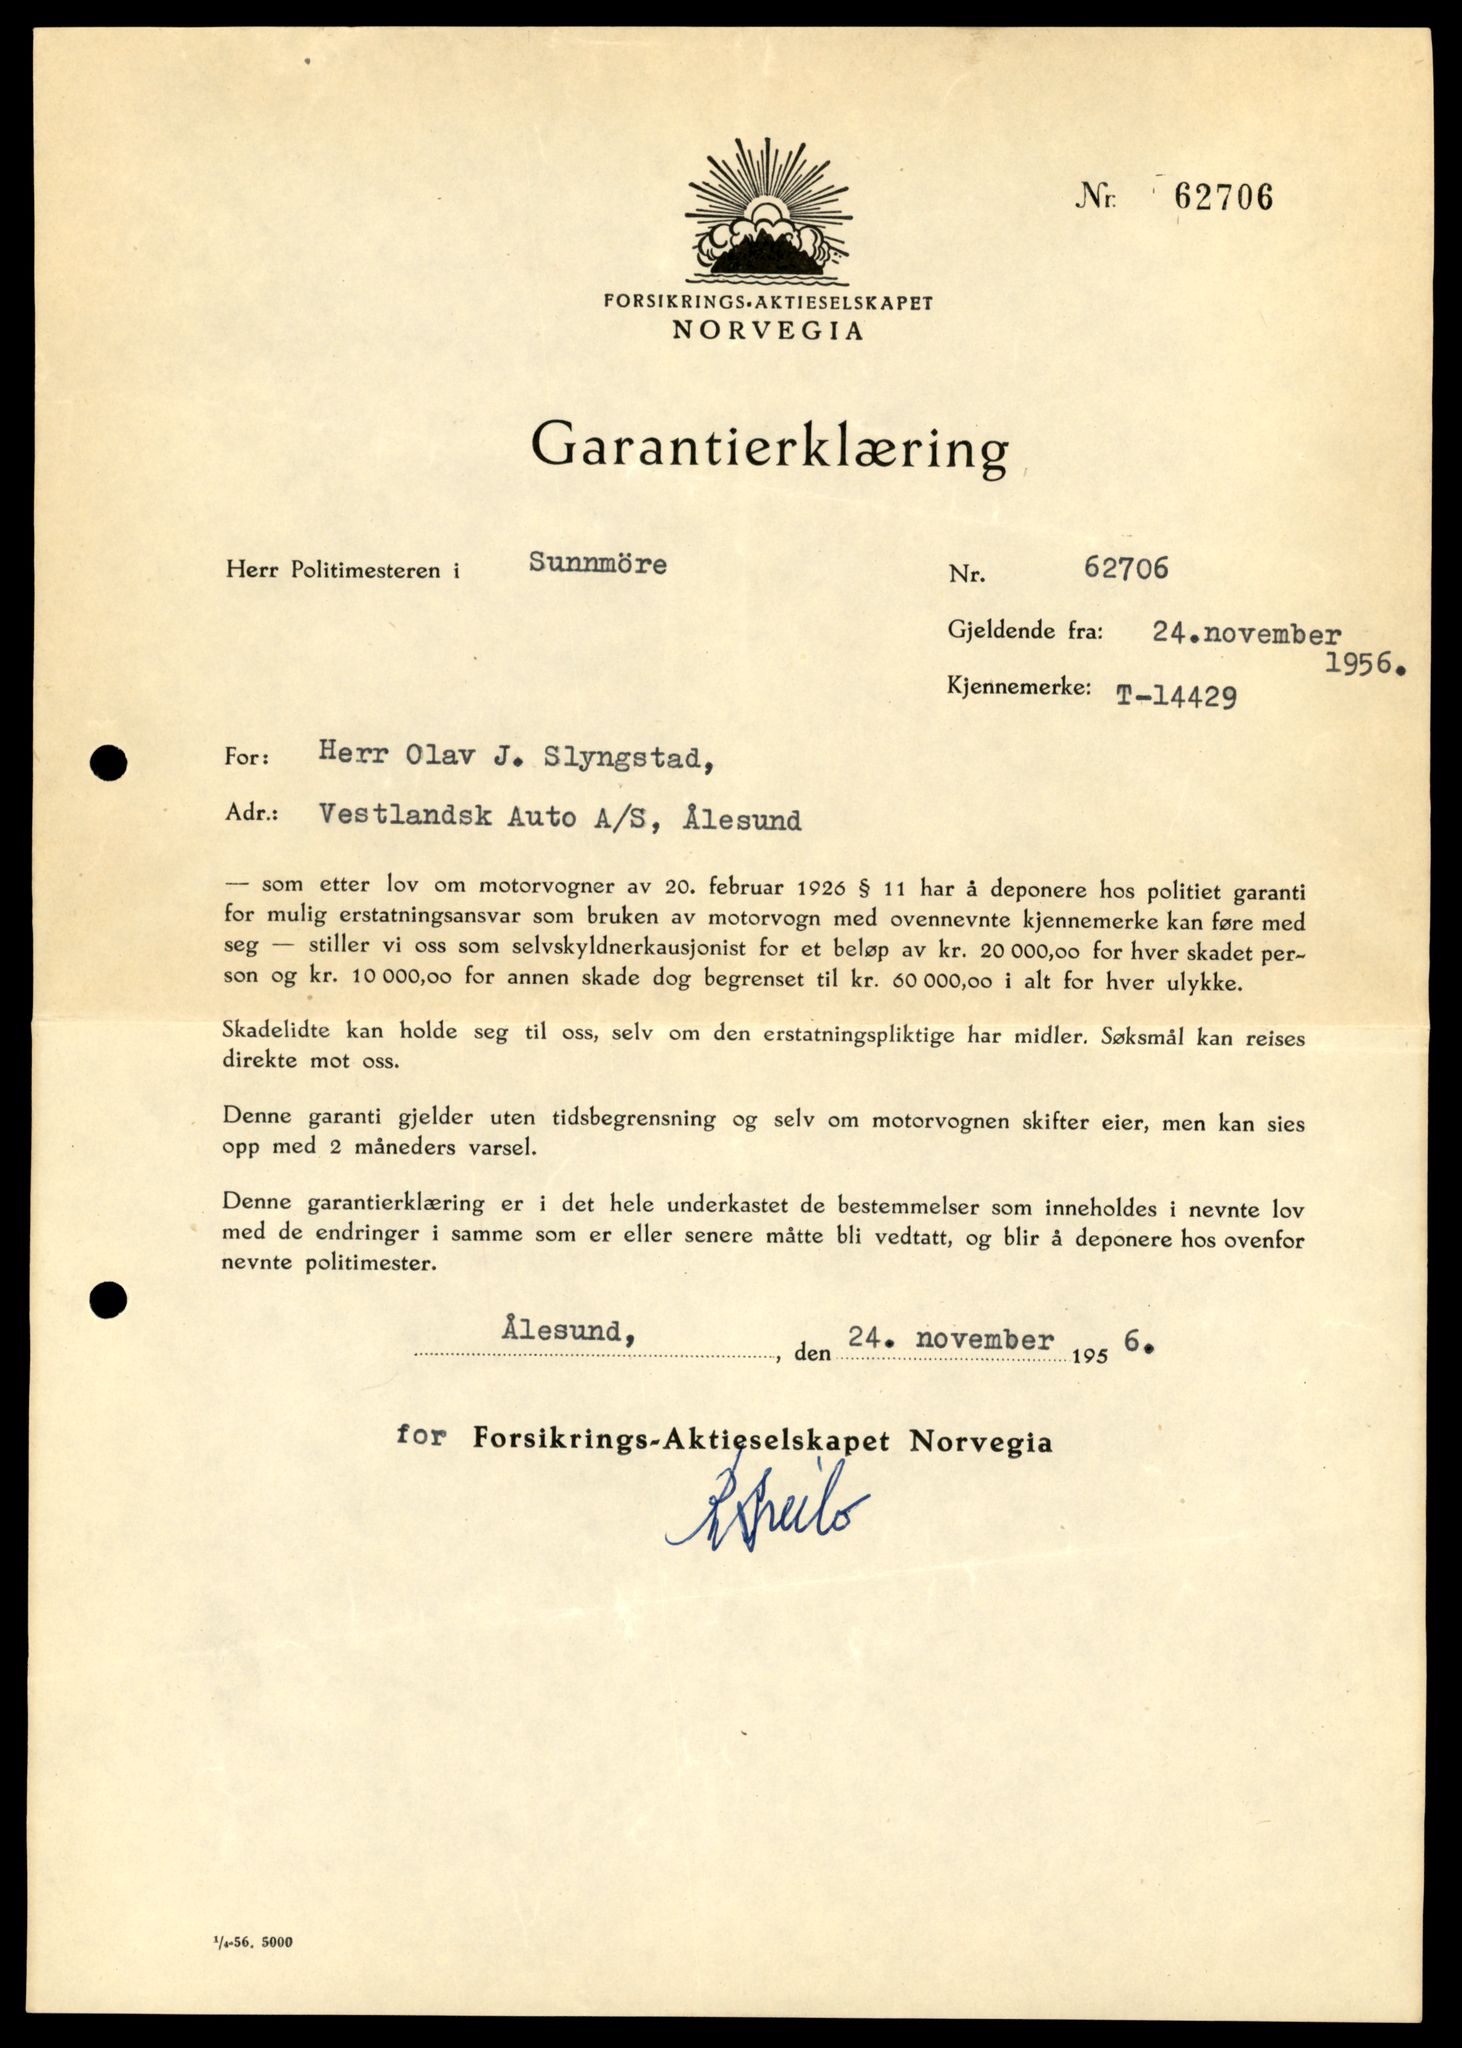 Nr. 62706
FORSIKRINGS-AKTIESELSKAPET
NORVEGIA
Garantierklæring
Herr Politimesteren i Sunnmöre
Nr. 62706
Gjeldende fra: 24.november
1956.
Kjennemerke: T-14429
For: Herr Olav J. Slyngstad,
Adr.: Vestlandsk Auto A/S, Ålesund
— som etter lov om motorvogner av 20. februar 1926 § 11 har å deponere hos politiet garanti
for mulig erstatningsansvar som bruken av motorvogn med ovennevnte kjennemerke kan føre med
seg — stiller vi oss som selvskyldnerkausjonist for et beløp av kr. 20 000,00 for hver skadet per-
son og kr. 10 000,00 for annen skade dog begrenset til kr. 60 000,00 i alt for hver ulykke.
Skadelidte kan holde seg til oss, selv om den erstatningspliktige har midler. Søksmål kan reises
direkte mot oss.
Denne garanti gjelder uten tidsbegrensning og selv om motorvognen skifter eier, men kan sies
opp med 2 måneders varsel.
Denne garantierklæring er i det hele underkastet de bestemmelser som inneholdes i nevnte lov
med de endringer i samme som er eller senere måtte bli vedtatt, og blir å deponere hos ovenfor
nevnte politimester.
Ålesund, , den 24. november 1956.
for Forsikrings-Aktieselskapet Norvegia
1/4-56. 5000